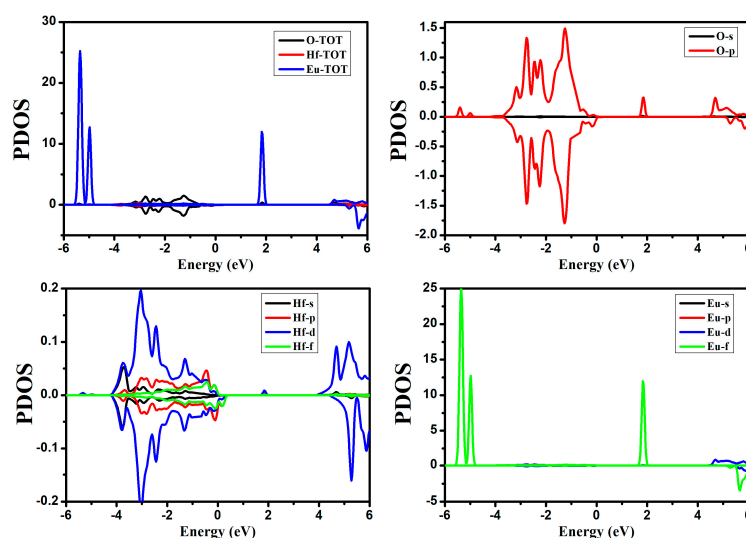 30
20
10
0
PDOS
O-TOT
Hf-TOT
Eu-TOT
-6 -4 -2 0 2 4 6
Energy (eV)
1.5
1.0
0.5
0.0
-0.5
-1.0
-1.5
-2.0
PDOS
O-s
O-p
-6 -4 -2 0 2 4 6
Energy (eV)
0.2
0.1
0.0
-0.1
-0.2
PDOS
Hf-s
Hf-p
Hf-d
Hf-f
-6 -4 -2 0 2 4 6
Energy (eV)
25
20
15
10
5
0
5
PDOS
Eu-s
Eu-p
Eu-d
Eu-f
-6 -4 -2 0 2 4 6
Energy (eV)